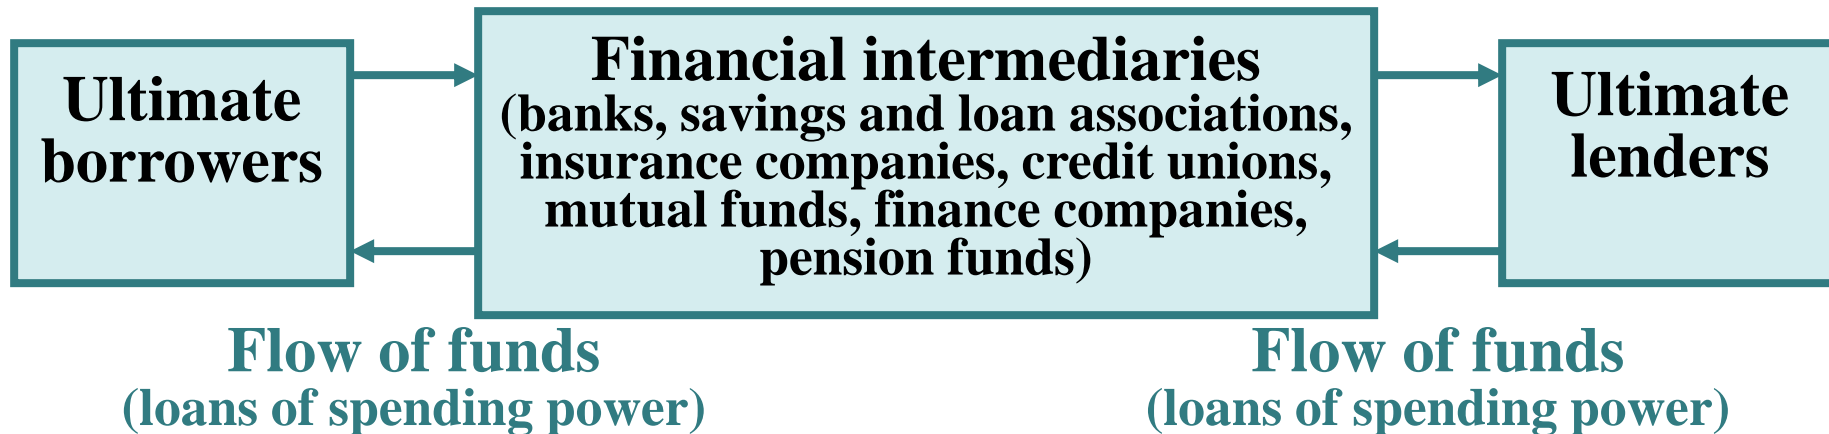 Ultimate
borrowers
Financial intermediaries
(banks, savings and loan associations,
insurance companies, credit unions,
mutual funds, finance companies,
pension funds)
Ultimate
lenders
Flow of funds
(loans of spending power)
Flow of funds
(loans of spending power)